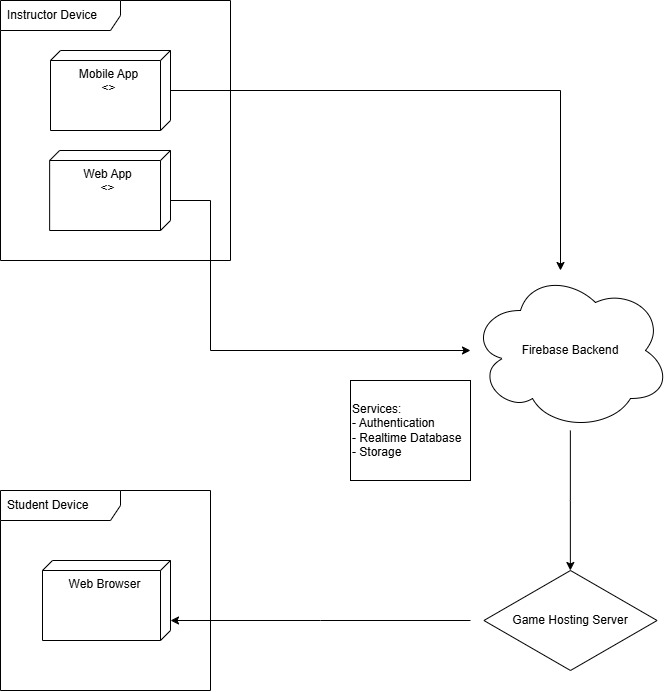 Instructor Device
Mobile App
<>
Web App
<>
Firebase Backend
Services:
- Authentication
- Realtime Database
- Storage
Student Device
Web Browser
Game Hosting Server